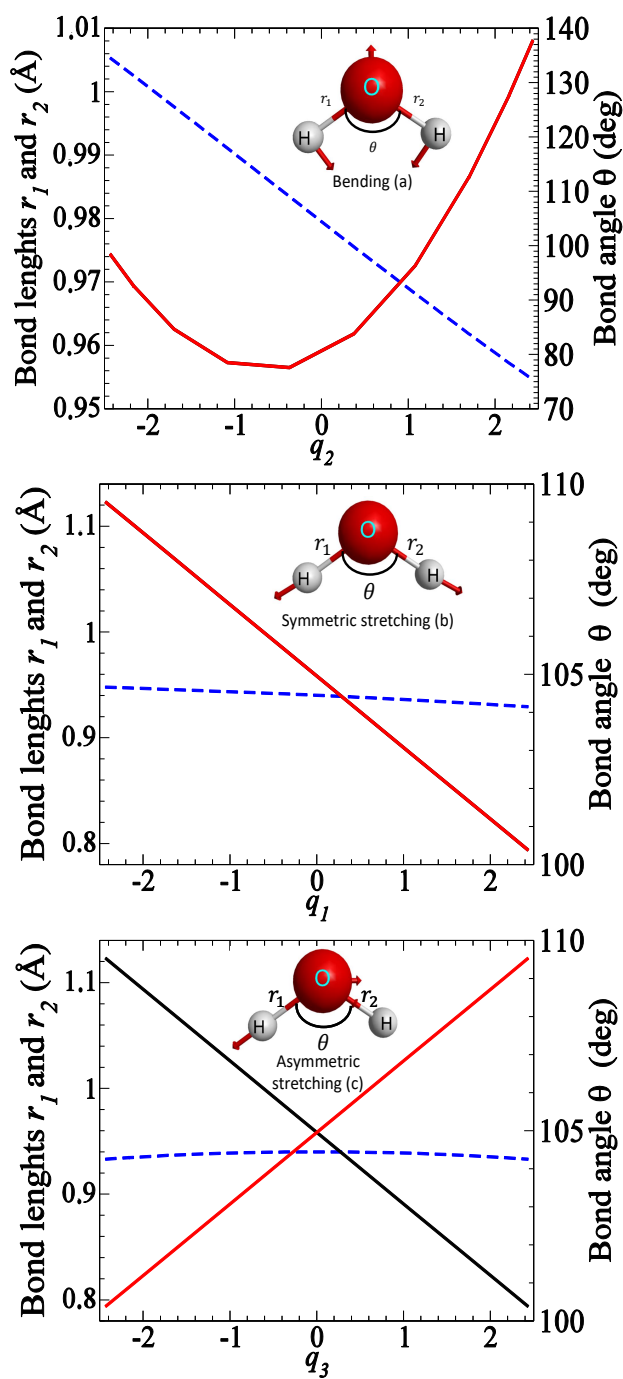 Bond lenghts r1 and r2 (Å)
1.01
1
0.99
0.98
0.97
0.96
0.95
140
130
120
110
100
90
80
70
Bond angle θ (deg)
O
r1
r2
H
H
θ
Bending (a)
-2
-1
0
1
2
q2
Bond lenghts r1 and r2 (Å)
1.1
1
0.9
0.8
110
105
100
Bond angle θ (deg)
O
r1
r2
H
H
θ
Symmetric stretching (b)
-2
-1
0
1
2
q1
Bond lenghts r1 and r2 (Å)
1.1
1
0.9
0.8
110
105
100
Bond angle θ (deg)
O
r1
r2
H
H
θ
Asymmetric
stretching (c)
-2
-1
0
1
2
q3